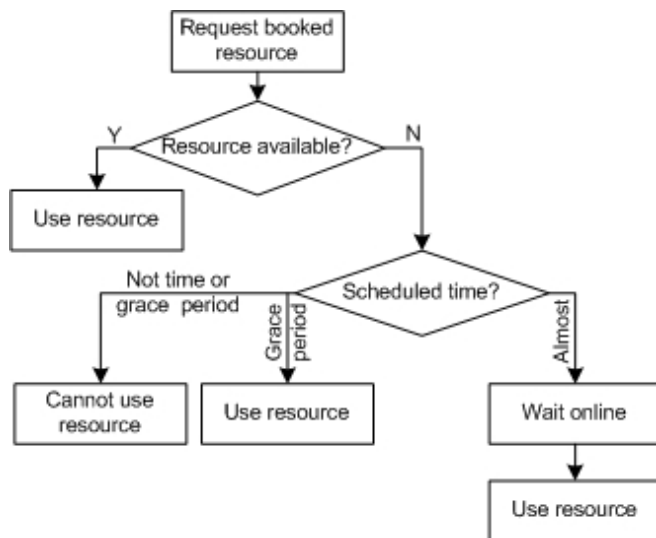 Request booked
resource
Y
N
Resource available?
Use resource
Not time or
grace period
Scheduled time?
Grace
period
Almost
Cannot use
resource
Use resource
Wait online
Use resource